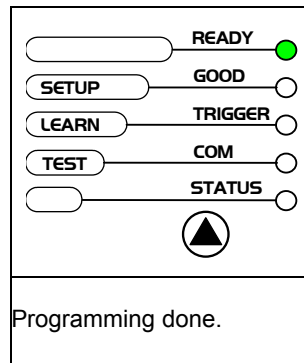 READY
SETUP GOOD
LEARN TRIGGER
TEST COM
STATUS
Programming done.